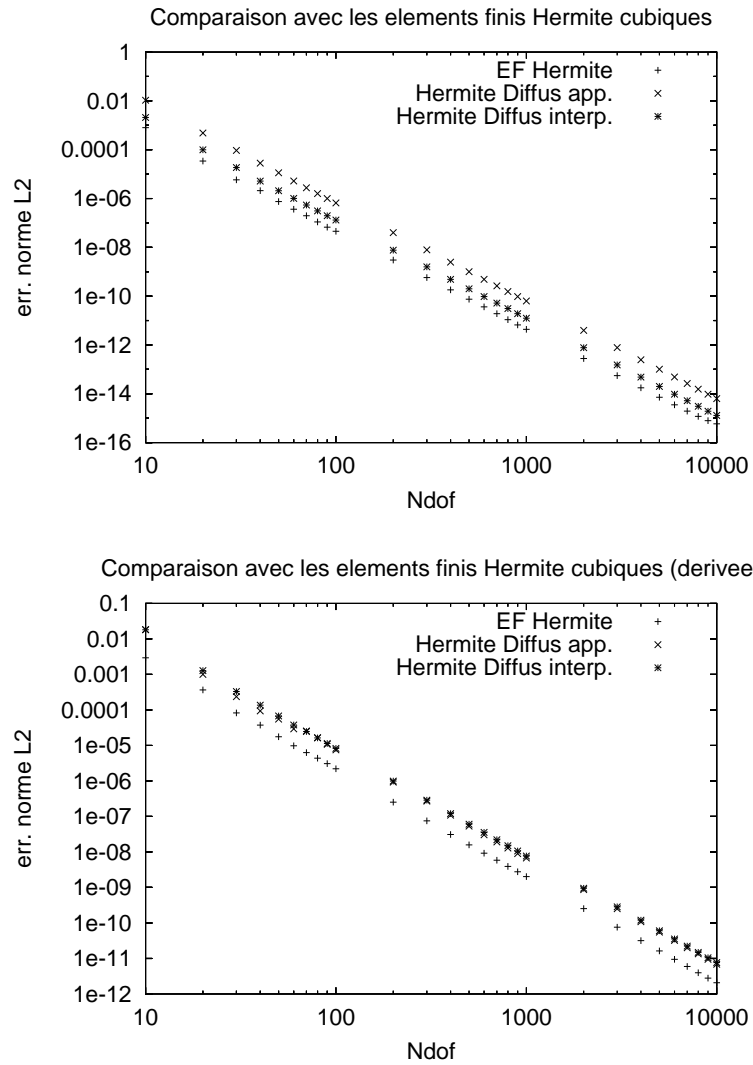 Comparaison avec les elements finis Hermite cubiques
1
0.01
0.0001
1e-06
1e-08
1e-10
1e-12
1e-14
1e-16
err. norme L2
EF Hermite
Hermite Diffus app.
Hermite Diffus interp.
10 100 1000 10000
Ndof
Comparaison avec les elements finis Hermite cubiques (derivee
0.1
0.01
0.001
0.0001
1e-05
1e-06
1e-07
1e-08
1e-09
1e-10
1e-11
1e-12
err. norme L2
EF Hermite
Hermite Diffus app.
Hermite Diffus interp.
10 100 1000 10000
Ndof